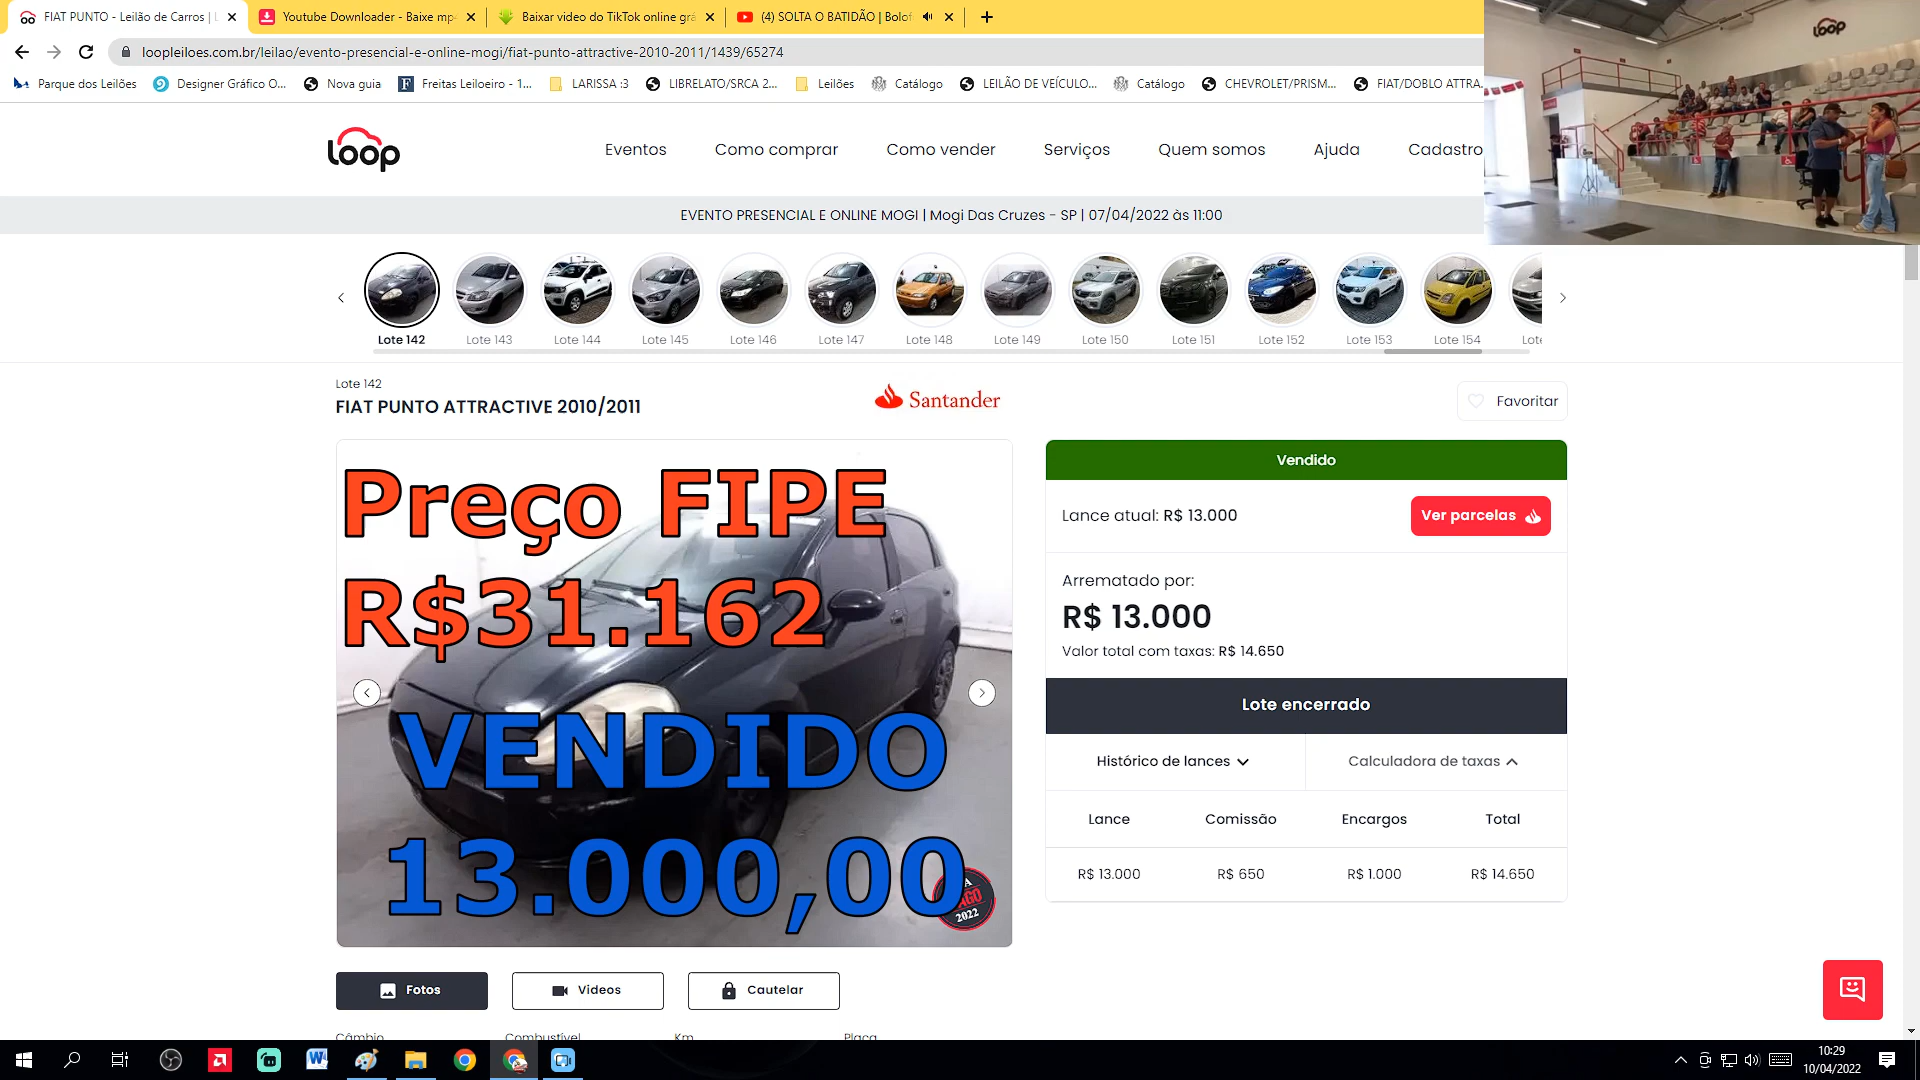 FIAT PUNTO - Leilão de Carros | L
Youtube Downloader - Baixe mp
Baixar video do TikTok online grá
(4) SOLTA O BATIDÃO | Bolof
loopleiloes.com.br/leilao/evento-presencial-e-online-mogi/fiat-punto-attractive-2010-2011/1439/65274
Parque dos Leilões
Designer Gráfico O...
Nova guia
Freitas Leiloeiro - 1...
LARISSA :3
LIBRELATO/SRCA 2...
Leilões
Catálogo
LEILÃO DE VEÍCULO...
Catálogo
CHEVROLET/PRISM...
FIAT/DOBLO ATTRA...
loop
loop
Eventos
Como comprar
Como vender
Serviços
Quem somos
Ajuda
Cadastro
EVENTO PRESENCIAL E ONLINE MOGI | Mogi Das Cruzes - SP | 07/04/2022 às 11:00
Lote 142
Lote 143
Lote 144
Lote 145
Lote 146
Lote 147
Lote 148
Lote 149
Lote 150
Lote 151
Lote 152
Lote 153
Lote 154
Lote
Lote 142
FIAT PUNTO ATTRACTIVE 2010/2011
Santander
Favoritar
Preço FIPE
R$31.162
VENDIDO
13.000,00
2022
Vendido
Lance atual: R$ 13.000
Ver parcelas
Arrematado por:
R$ 13.000
Valor total com taxas: R$ 14.650
Lote encerrado
Histórico de lances
Calculadora de taxas
Lance
Comissão
Encargos
Total
R$ 13.000
R$ 650
R$ 1.000
R$ 14.650
Fotos
Videos
Cautelar
Câmbio
Combustível
Km
Placa
10:29
10/04/2022